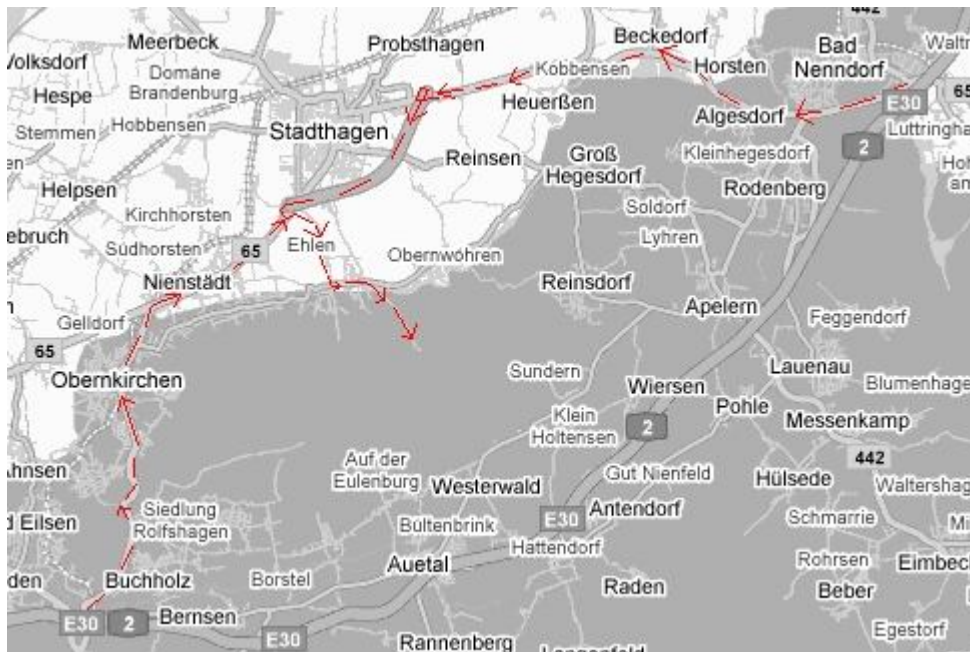 442
Beckedorf
Bad
Nenndorf
Probsthagen
Meerbeck
Volksdorf
Domäne
Brandenburg
Kobbensen
Horsten
Hespe
Heuerßen
E30
65
Algesdorf
Luttringha
Stemmen
Hobbensen
Stadthagen
2
Kleinhegesdorf
Reinsen
Groß
Hegesdorf
Rodenberg
Helpsen
Kirchhorsten
Soldorf
Lyhren
Südhorsten
65
Ehlen
Obernwöhren
Nienstädt
Reinsdorf
Apelern
Feggendorf
Gelldorf
65
Obernkirchen
Sundern
Wiersen
Lauenau
Blumenhage
Pohle
Klein
Holtensen
2
Messenkamp
Auf der
Eulenburg
442
Ahnsen
Westerwald
Gut Nienfeld
Hülsede
Waltershag
Siedlung
Rolfshagen
Antendorf
Schmarrie
Eilsen
Bültenbrink
E30
Hattendorf
Rohrsen
Eimbec
Auetal
Buchholz
Borstel
Raden
Beber
Bernsen
E30
2
E30
Rannenberg
Egestorf